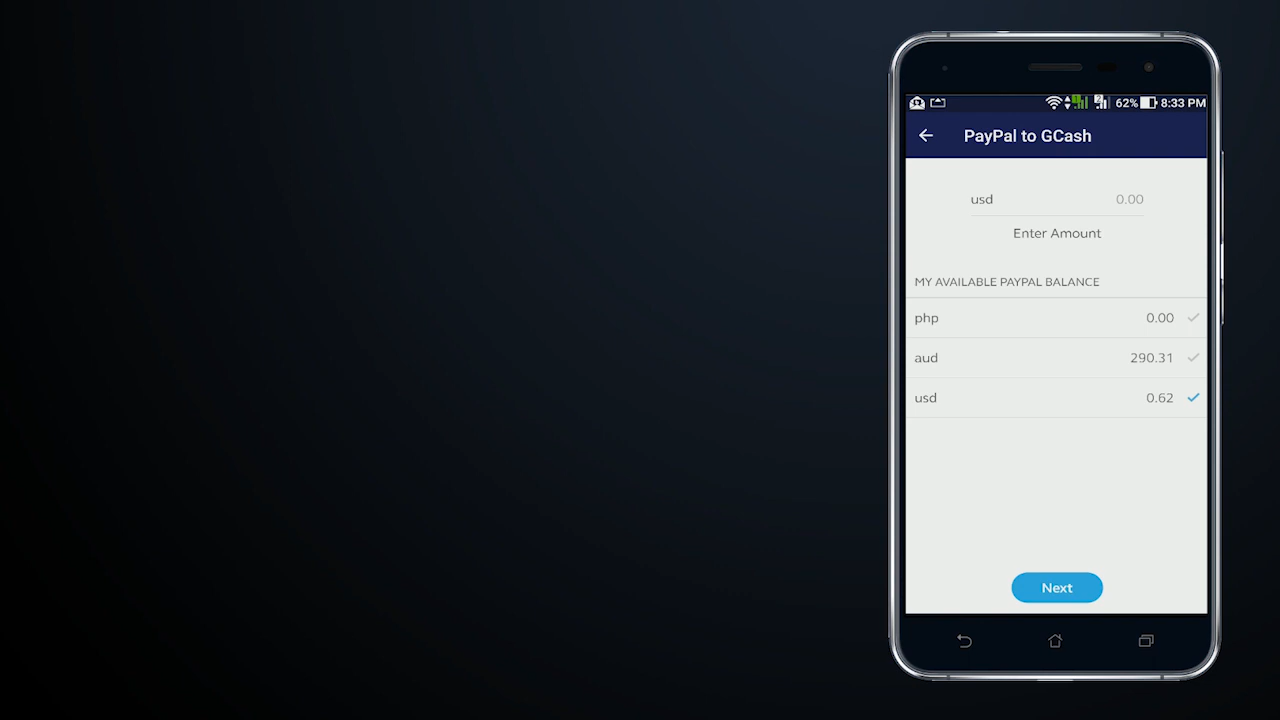 62% 8:33 PM
PayPal to GCash
usd 0.00
Enter Amount
MY AVAILABLE PAYPAL BALANCE
php 0.00
aud 290.31
usd 0.62
Next